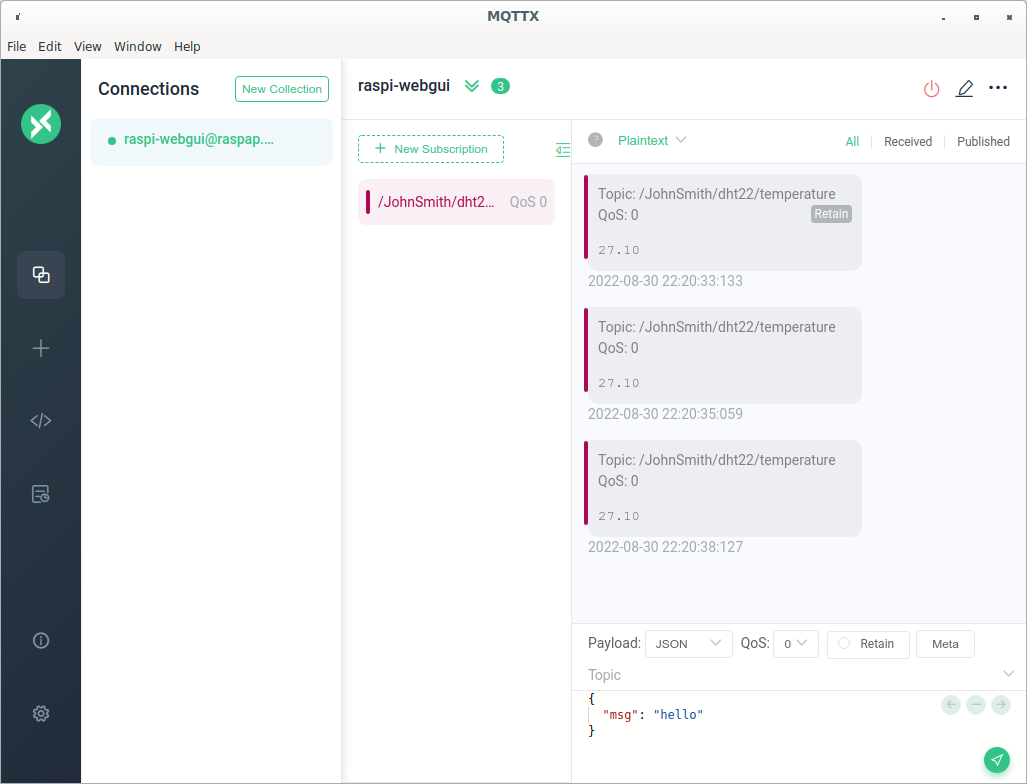 MQTTX
File Edit View Window Help
Connections
New Collection
raspi-webgui@raspap....
raspi-webgui 3
New Subscription
/JohnSmith/dht2... QoS 0
? Plaintext All Received Published
Topic: /JohnSmith/dht22/temperature
QoS: 0
Retain
27.10
2022-08-30 22:20:33:133
Topic: /JohnSmith/dht22/temperature
QoS: 0
27.10
2022-08-30 22:20:35:059
Topic: /JohnSmith/dht22/temperature
QoS: 0
27.10
2022-08-30 22:20:38:127
Payload: JSON QoS: 0 Retain Meta
Topic
{
"msg": "hello"
}